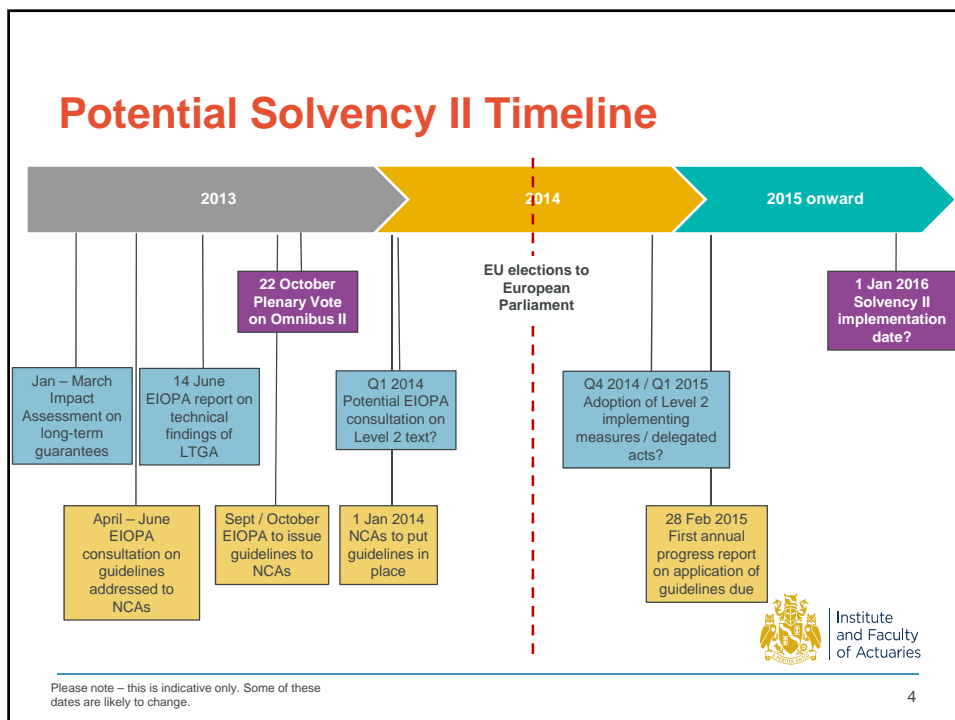 Potential Solvency II Timeline
2013
2014
2015 onward
22 October
Plenary Vote
on Omnibus II
EU elections to
European
Parliament
1 Jan 2016
Solvency II
implementation
date?
Jan – March
Impact
Assessment on
long-term
guarantees
14 June
EIOPA report on
technical
findings of
LTGA
Q1 2014
Potential EIOPA
consultation on
Level 2 text?
Q4 2014 / Q1 2015
Adoption of Level 2
implementing
measures / delegated
acts?
April – June
EIOPA
consultation on
guidelines
addressed to
NCAs
Sept / October
EIOPA to issue
guidelines to
NCAs
1 Jan 2014
NCAs to put
guidelines in
place
28 Feb 2015
First annual
progress report
on application of
guidelines due
Institute
and Faculty
of Actuaries
Please note – this is indicative only. Some of these
dates are likely to change.
4